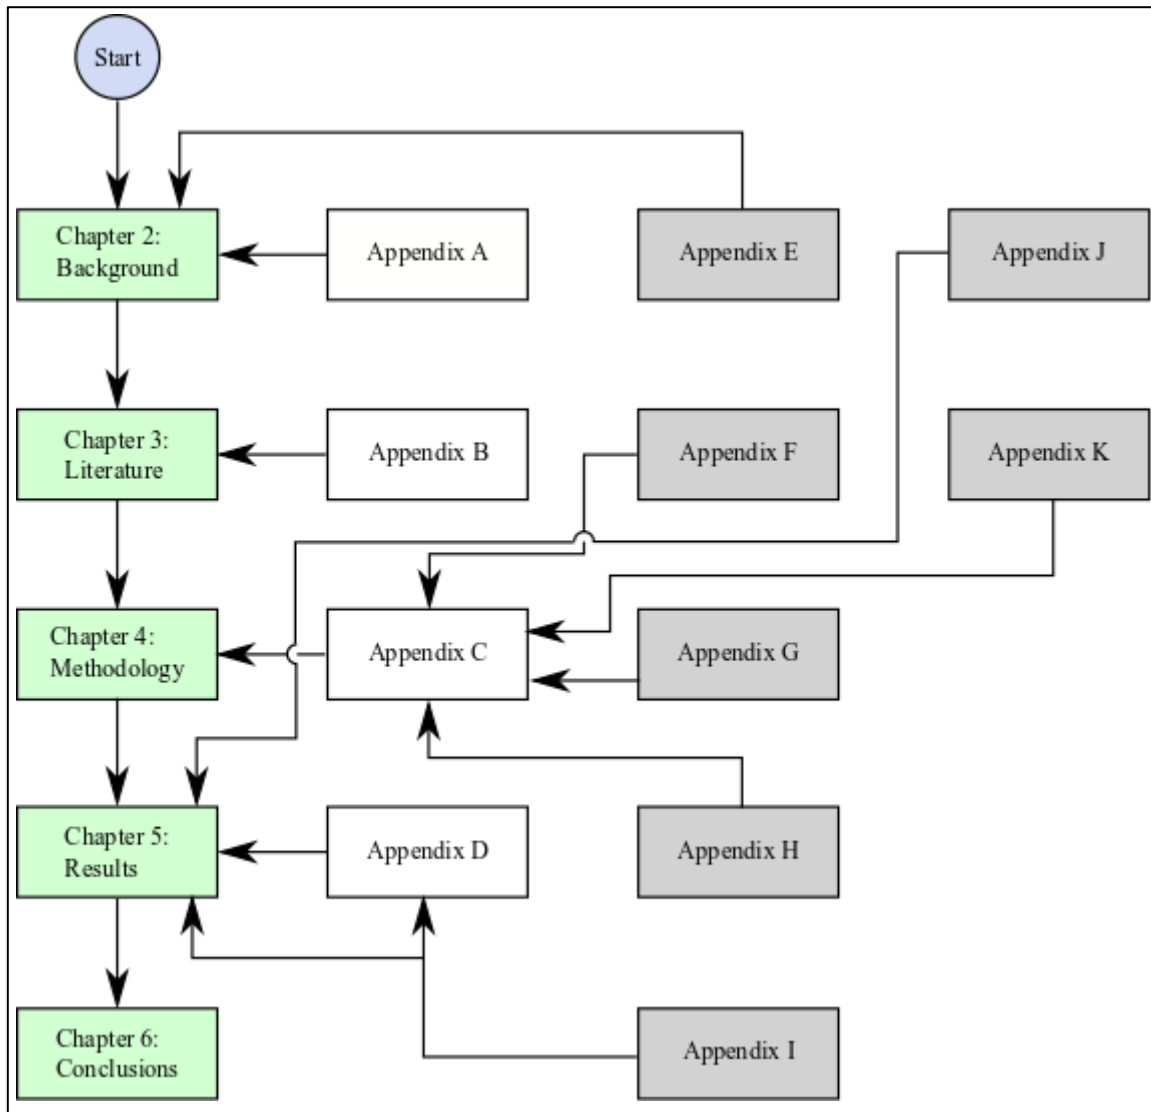 Start
Chapter 2:
Background
Appendix A
Appendix E
Appendix J
Chapter 3:
Literature
Appendix B
Appendix F
Appendix K
Chapter 4:
Methodology
Appendix C
Appendix G
Chapter 5:
Results
Appendix D
Appendix H
Chapter 6:
Conclusions
Appendix I